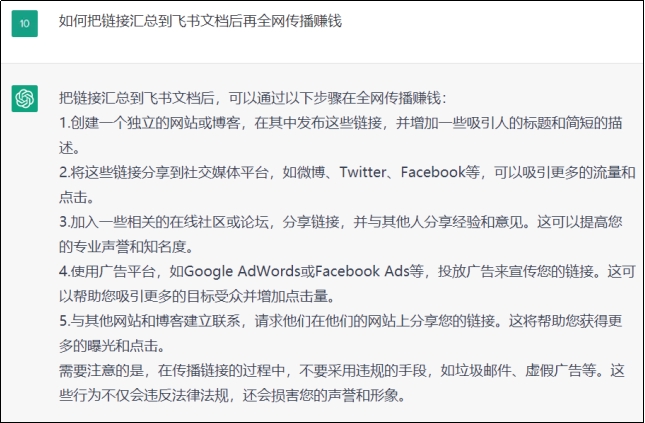 10
如何把链接汇总到飞书文档后再全网传播赚钱
把链接汇总到飞书文档后，可以通过以下步骤在全网传播赚钱：
1.创建一个独立的网站或博客，在其中发布这些链接，并增加一些吸引人的标题和简短的描
述。
2.将这些链接分享到社交媒体平台，如微博、Twitter、Facebook等，可以吸引更多的流量和
点击。
3.加入一些相关的在线社区或论坛，分享链接，并与其他人分享经验和意见。这可以提高您
的专业声誉和知名度。
4.使用广告平台，如Google AdWords或Facebook Ads等，投放广告来宣传您的链接。这可
以帮助您吸引更多的目标受众并增加点击量。
5.与其他网站和博客建立联系，请求他们在他们的网站上分享您的链接。这将帮助您获得更
多的曝光和点击。
需要注意的是，在传播链接的过程中，不要采用违规的手段，如垃圾邮件、虚假广告等。这
些行为不仅会违反法律法规，还会损害您的声誉和形象。